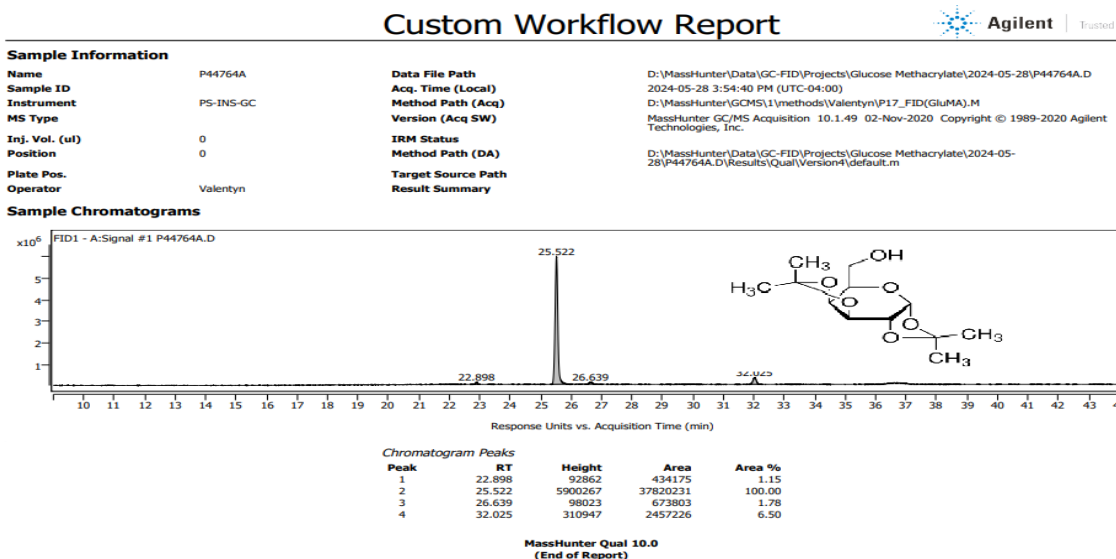 Custom Workflow Report
Agilent | Trusted
Sample Information
Name P44764A Data File Path D:\MassHunter\Data\GC-FID\Projects\Glucose Methacrylate\2024-05-28\P44764A.D
Sample ID Acq. Time (Local) 2024-05-28 3:54:40 PM (UTC-04:00)
Instrument PS-INS-GC Method Path (Acq) D:\MassHunter\GCMS\1\methods\Valentyn\P17_FID(GluMA).M
MS Type Version (Acq SW) MassHunter GC/MS Acquisition 10.1.49 02-Nov-2020 Copyright © 1989-2020 Agilent
Technologies, Inc.
Inj. Vol. (ul) 0 IRM Status
Position 0 Method Path (DA) D:\MassHunter\Data\GC-FID\Projects\Glucose Methacrylate\2024-05-
28\P44764A.D\Results\Qual\Version4\default.m
Plate Pos. Target Source Path
Operator Valentyn Result Summary
Sample Chromatograms
x10⁶ FID1 - A:Signal #1 P44764A.D
25.522
5
4
3
2
1
22.898 26.639 32.025
OH
CH₃
H₃C
O
O
O
O
O
CH₃
CH₃
10 11 12 13 14 15 16 17 18 19 20 21 22 23 24 25 26 27 28 29 30 31 32 33 34 35 36 37 38 39 40 41 42 43
Response Units vs. Acquisition Time (min)
Chromatogram Peaks
Peak RT Height Area Area %
1 22.898 92862 434175 1.15
2 25.522 5900267 37820231 100.00
3 26.639 98023 673803 1.78
4 32.025 310947 2457226 6.50
MassHunter Qual 10.0
(End of Report)